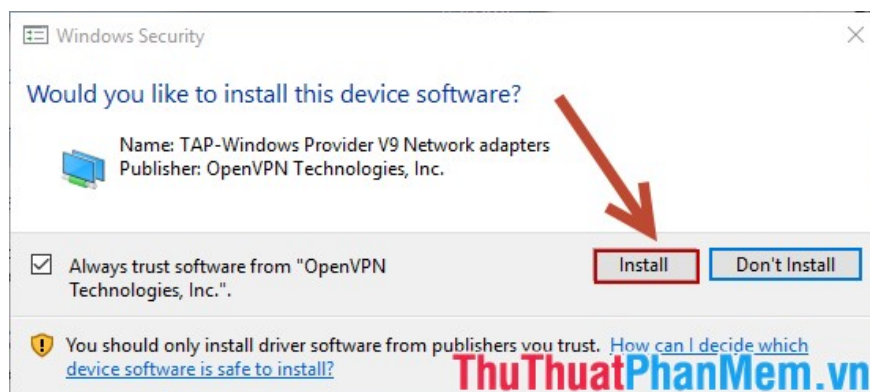 Windows Security
Would you like to install this device software?
Name: TAP-Windows Provider V9 Network adapters
Publisher: OpenVPN Technologies, Inc.
Always trust software from "OpenVPN
Technologies, Inc.".
Install
Don't Install
You should only install driver software from publishers you trust. How can I decide which
device software is safe to install?
ThuThuatPhanMem.vn